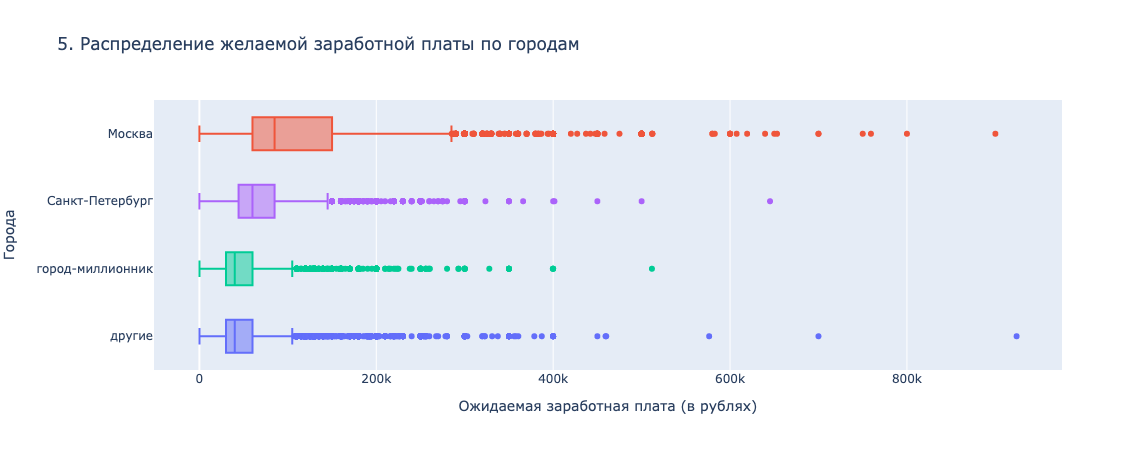 5. Распределение желаемой заработной платы по городам
Города
Москва
Санкт-Петербург
город-миллионник
другие
0
200k
400k
600k
800k
Ожидаемая заработная плата (в рублях)